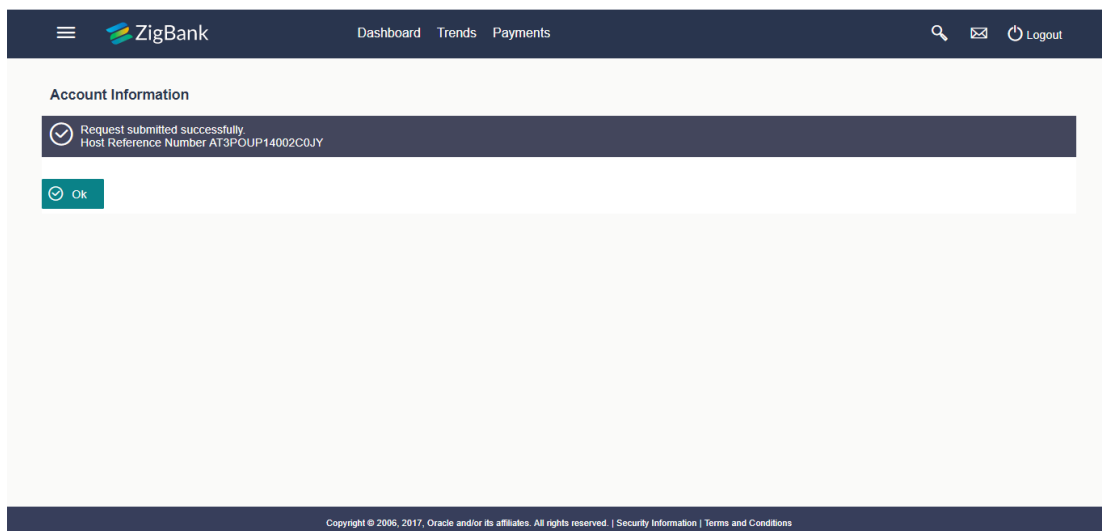 ZigBank
Dashboard Trends Payments
Logout
Account Information
Request submitted successfully.
Host Reference Number AT3POUP14002C0JY
Ok
Copyright © 2006, 2017, Oracle and/or its affiliates. All rights reserved. | Security Information | Terms and Conditions